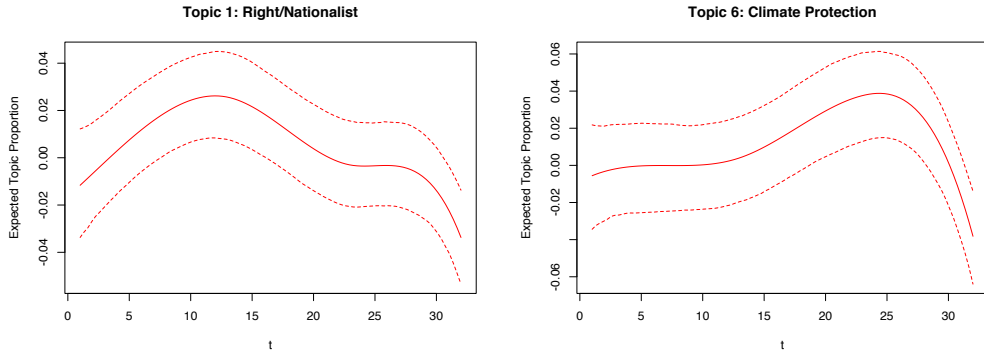 Topic 1: Right/Nationalist
Expected Topic Proportion
0.04
0.02
0.00
-0.02
-0.04
0 5 10 15 20 25 30
t
Topic 6: Climate Protection
Expected Topic Proportion
0.06
0.04
0.02
0.00
-0.02
-0.06
0 5 10 15 20 25 30
t